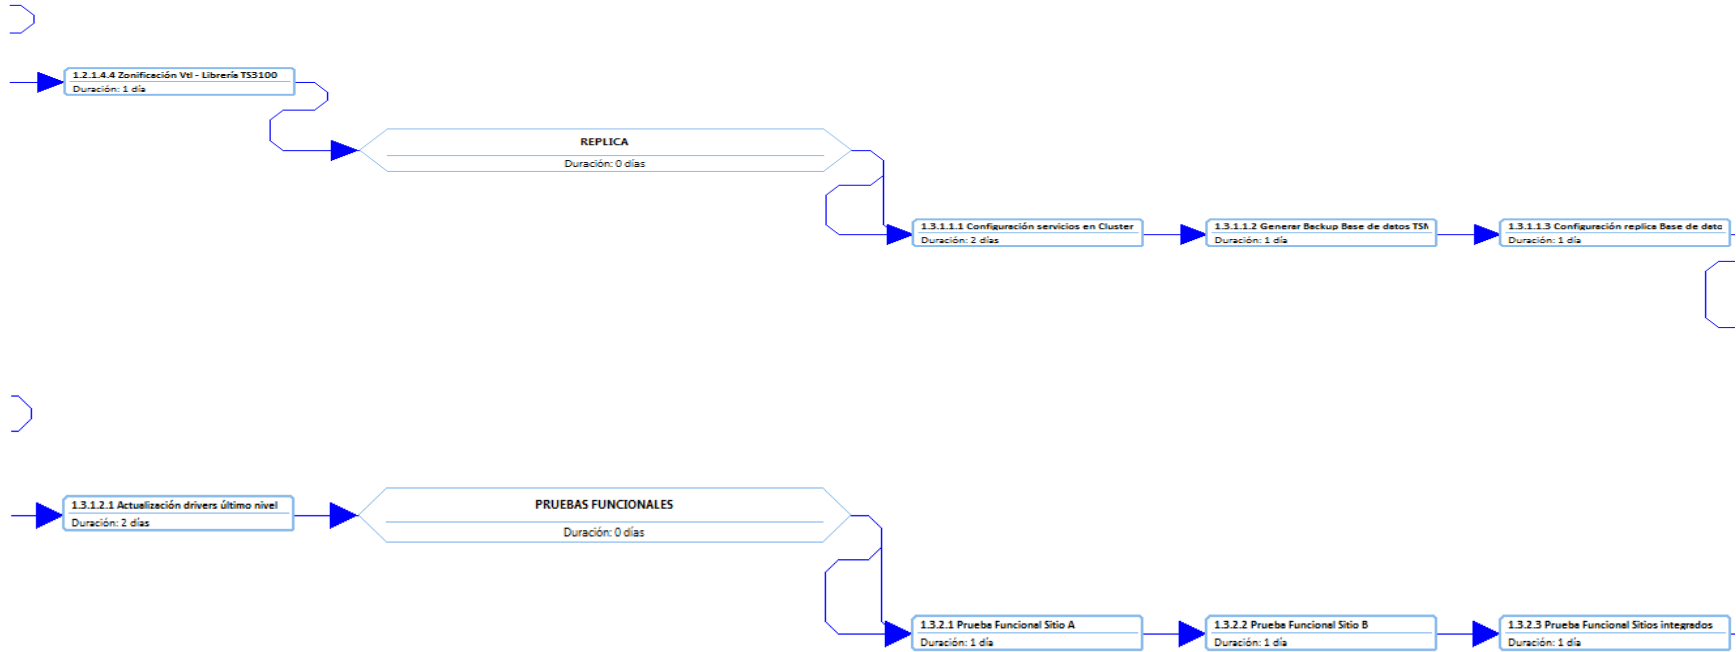 1.2.1.4.4 Zonificación Vtl - Librería TS3100
Duración: 1 día
REPLICA
Duración: 0 días
1.3.1.1.1 Configuración servicios en Cluster
Duración: 2 días
1.3.1.1.2 Generar Backup Base de datos TSM
Duración: 1 día
1.3.1.1.3 Configuración replica Base de dato
Duración: 1 día
1.3.1.2.1 Actualización drivers último nivel
Duración: 2 días
PRUEBAS FUNCIONALES
Duración: 0 días
1.3.2.1 Prueba Funcional Sitio A
Duración: 1 día
1.3.2.2 Prueba Funcional Sitio B
Duración: 1 día
1.3.2.3 Prueba Funcional Sitios integrados
Duración: 1 día